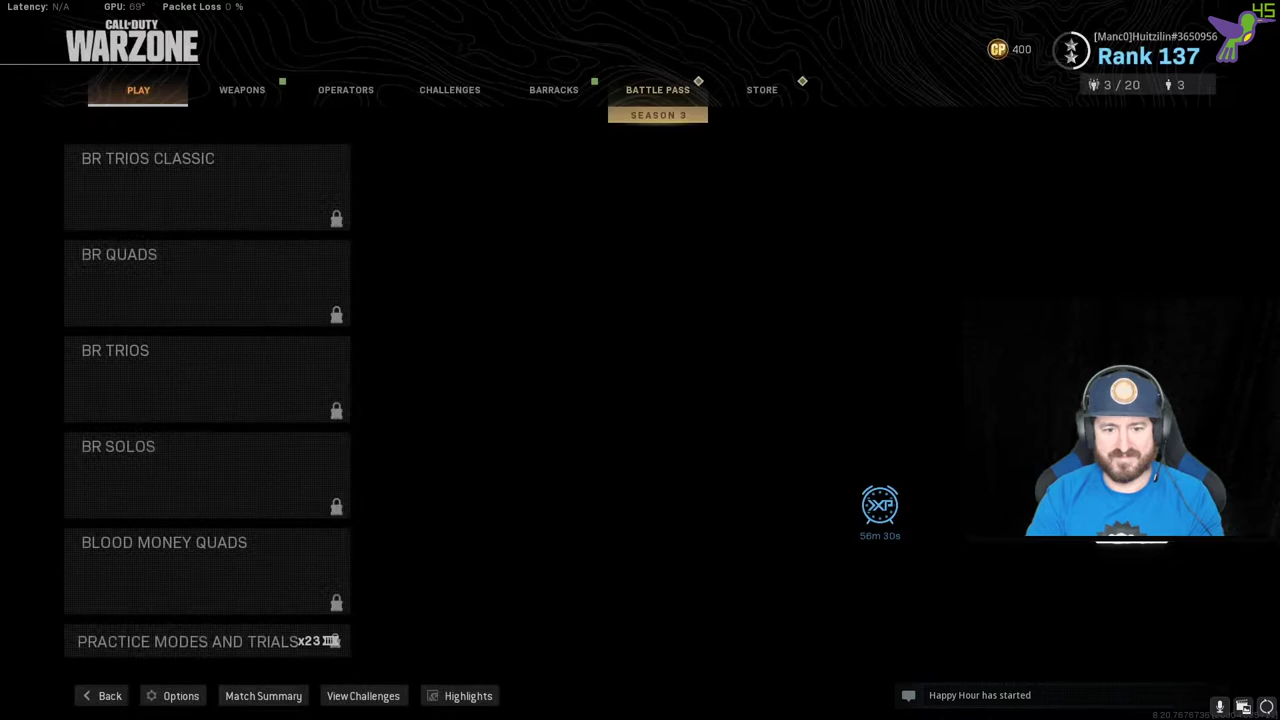 Latency: N/A GPU: 69° Packet Loss 0 %
45
CALL OF DUTY
WARZONE
CP 400
[Manc0]Huitzilin#3650956
Rank 137
3 / 20 3
PLAY WEAPONS OPERATORS CHALLENGES BARRACKS BATTLE PASS STORE
SEASON 3
BR TRIOS CLASSIC
BR QUADS
BR TRIOS
BR SOLOS
XP
56m 30s
BLOOD MONEY QUADS
PRACTICE MODES AND TRIALS x23
Back Options Match Summary View Challenges Highlights
Happy Hour has started